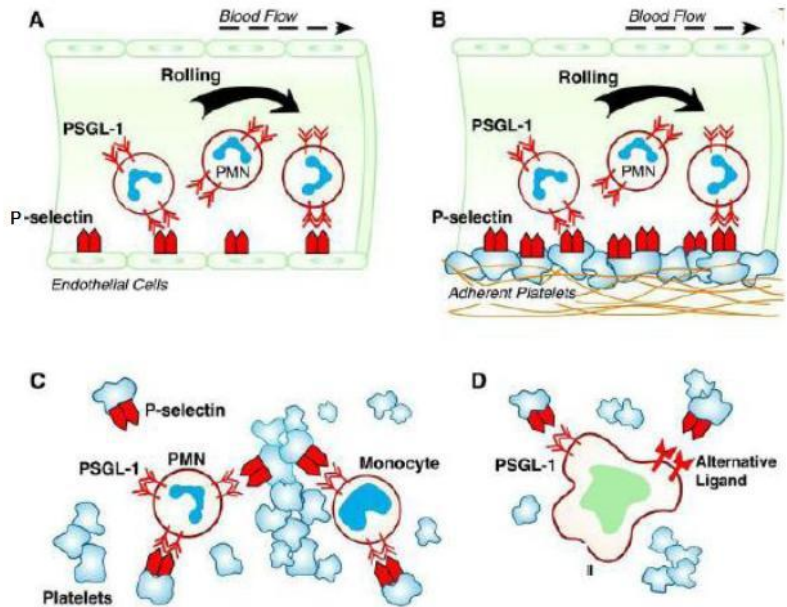 A
Blood Flow
Rolling
PSGL-1
PMN
P-selectin
Endothelial Cells
B
Blood Flow
Rolling
PSGL-1
PMN
P-selectin
Adherent Platelets
C
P-selectin
PSGL-1
PMN
Monocyte
Platelets
D
PSGL-1
Alternative
Ligand